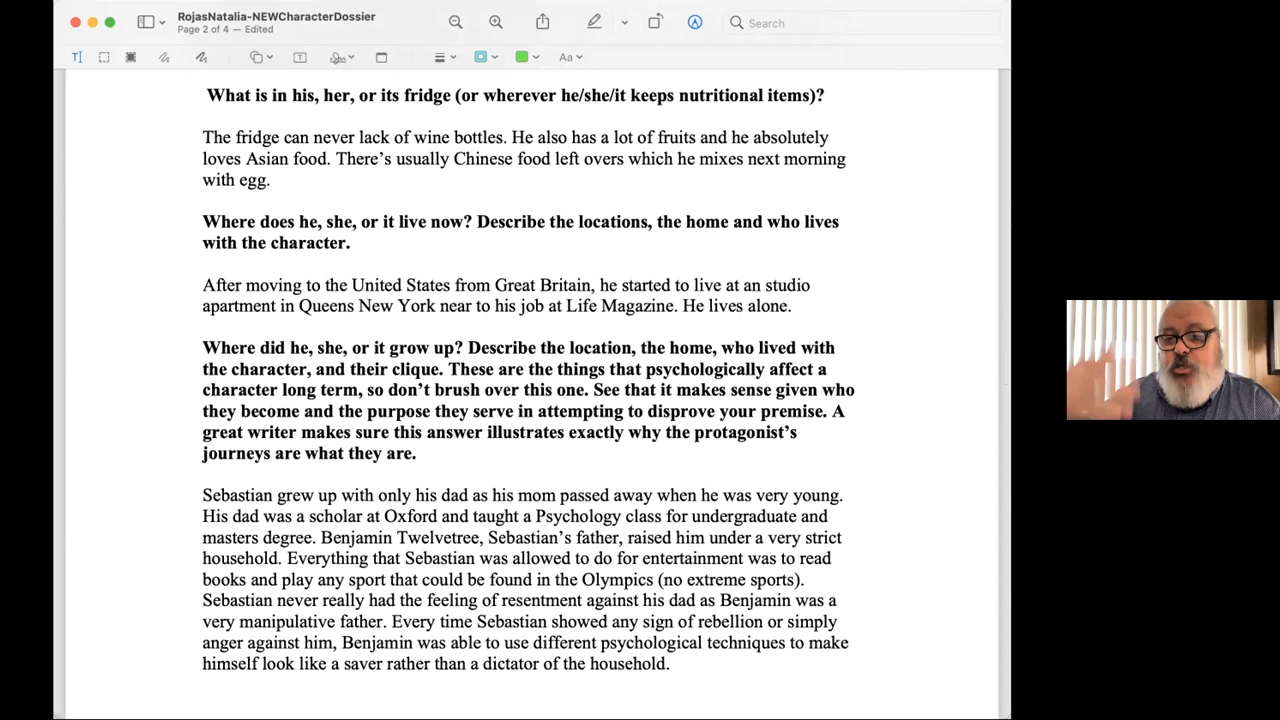 RojasNatalia-NEWCharacterDossier
Page 2 of 4 — Edited
Search
Aa
What is in his, her, or its fridge (or wherever he/she/it keeps nutritional items)?
The fridge can never lack of wine bottles. He also has a lot of fruits and he absolutely
loves Asian food. There’s usually Chinese food left overs which he mixes next morning
with egg.
Where does he, she, or it live now? Describe the locations, the home and who lives
with the character.
After moving to the United States from Great Britain, he started to live at an studio
apartment in Queens New York near to his job at Life Magazine. He lives alone.
Where did he, she, or it grow up? Describe the location, the home, who lived with
the character, and their clique. These are the things that psychologically affect a
character long term, so don’t brush over this one. See that it makes sense given who
they become and the purpose they serve in attempting to disprove your premise. A
great writer makes sure this answer illustrates exactly why the protagonist’s
journeys are what they are.
Sebastian grew up with only his dad as his mom passed away when he was very young.
His dad was a scholar at Oxford and taught a Psychology class for undergraduate and
masters degree. Benjamin Twelvetree, Sebastian’s father, raised him under a very strict
household. Everything that Sebastian was allowed to do for entertainment was to read
books and play any sport that could be found in the Olympics (no extreme sports).
Sebastian never really had the feeling of resentment against his dad as Benjamin was a
very manipulative father. Every time Sebastian showed any sign of rebellion or simply
anger against him, Benjamin was able to use different psychological techniques to make
himself look like a saver rather than a dictator of the household.